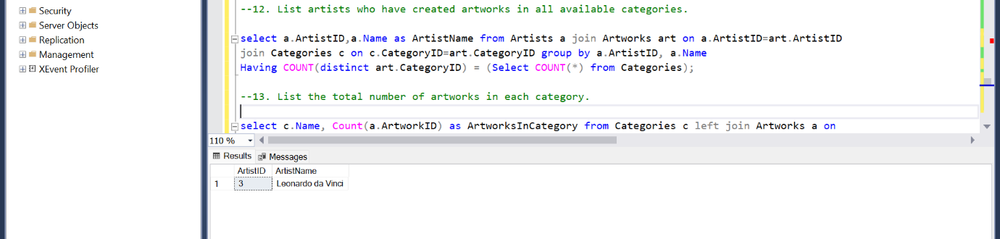 Security
Server Objects
Replication
Management
XEvent Profiler
--12. List artists who have created artworks in all available categories.
select a.ArtistID,a.Name as ArtistName from Artists a join Artworks art on a.ArtistID=art.ArtistID
join Categories c on c.CategoryID=art.CategoryID group by a.ArtistID, a.Name
Having COUNT(distinct art.CategoryID) = (Select COUNT(*) from Categories);
--13. List the total number of artworks in each category.
select c.Name, Count(a.ArtworkID) as ArtworksInCategory from Categories c left join Artworks a on
110 %
Results Messages
ArtistID ArtistName
1 3 Leonardo da Vinci